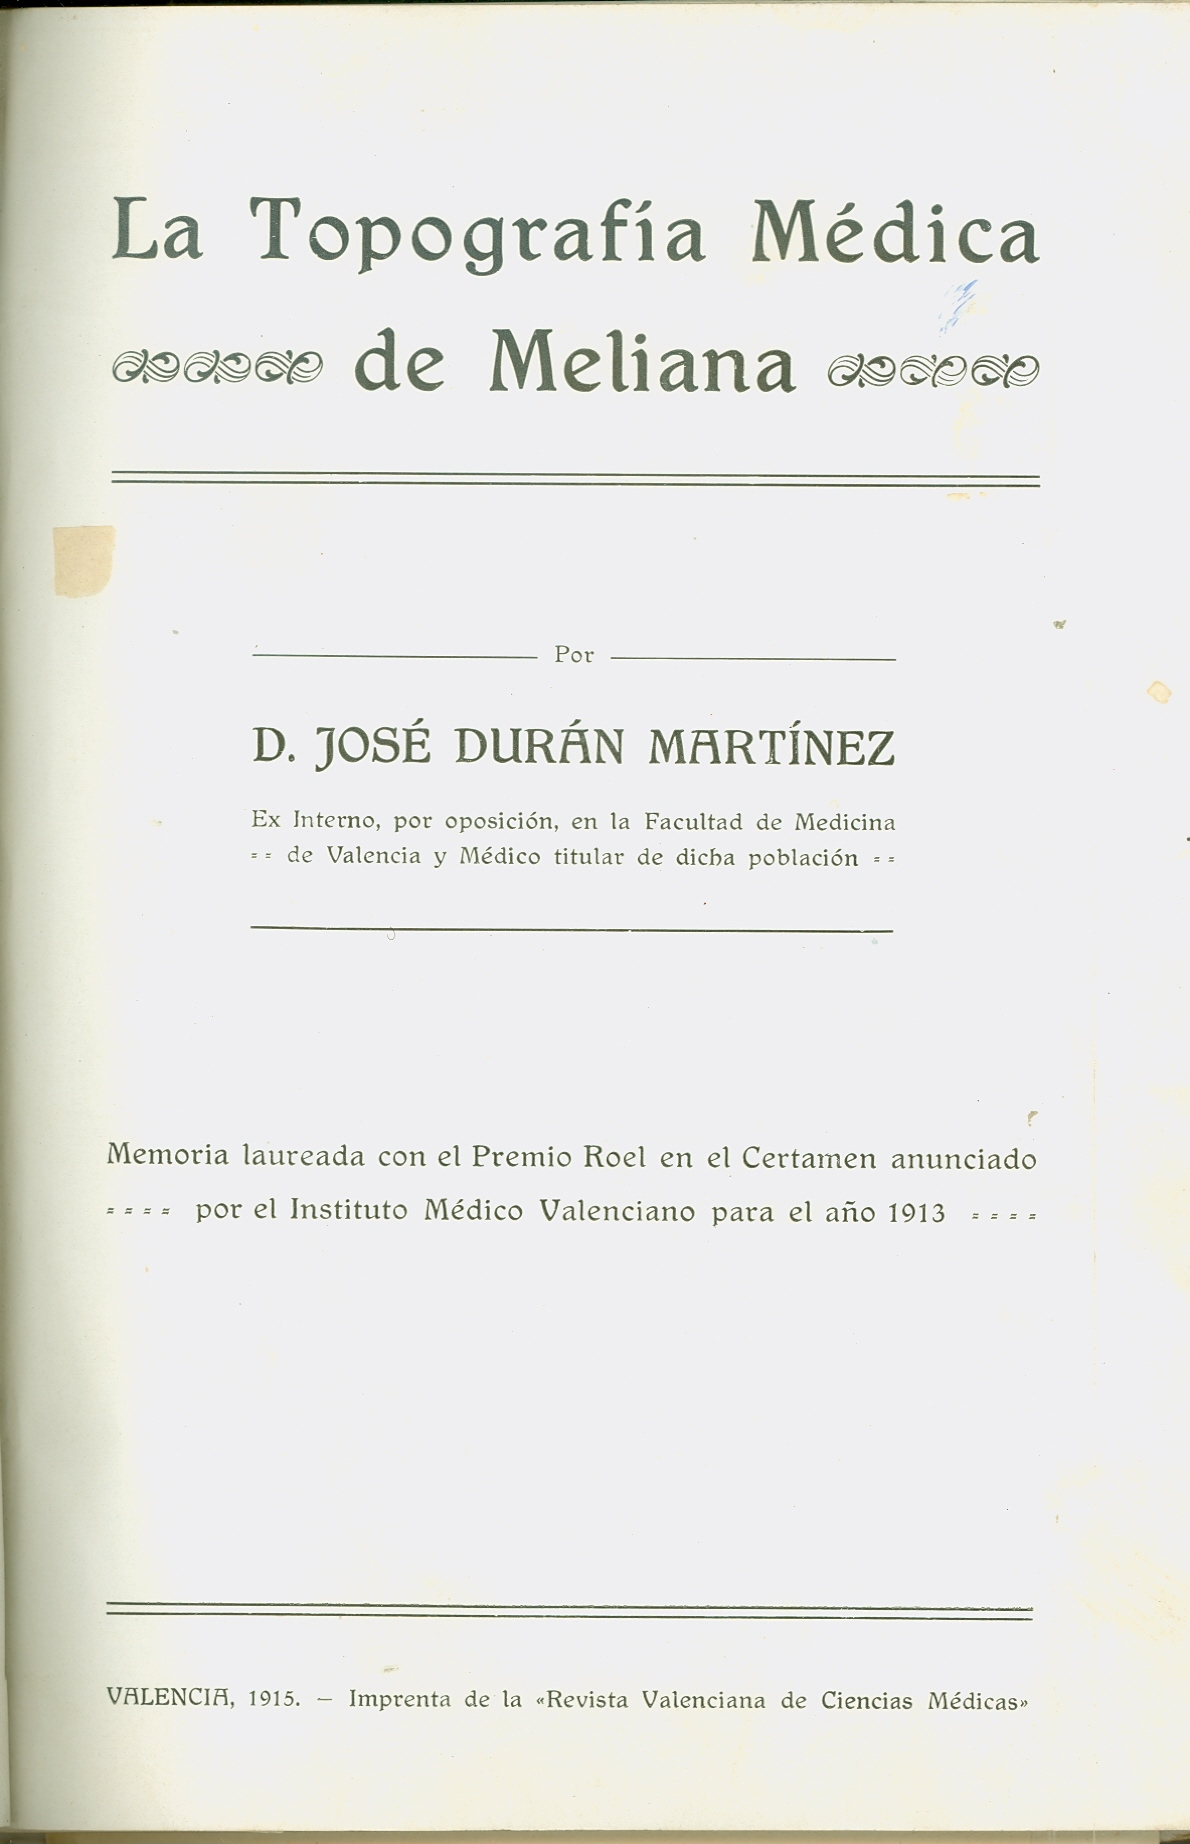 La Topografía Médica
de Meliana
Por
D. JOSÉ DURÁN MARTÍNEZ
Ex Interno, por oposición, en la Facultad de Medicina
= = de Valencia y Médico titular de dicha población = =
Memoria laureada con el Premio Roel en el Certamen anunciado
= = = = por el Instituto Médico Valenciano para el año 1913 = = = =
VALENCIA, 1915. — Imprenta de la «Revista Valenciana de Ciencias Médicas»